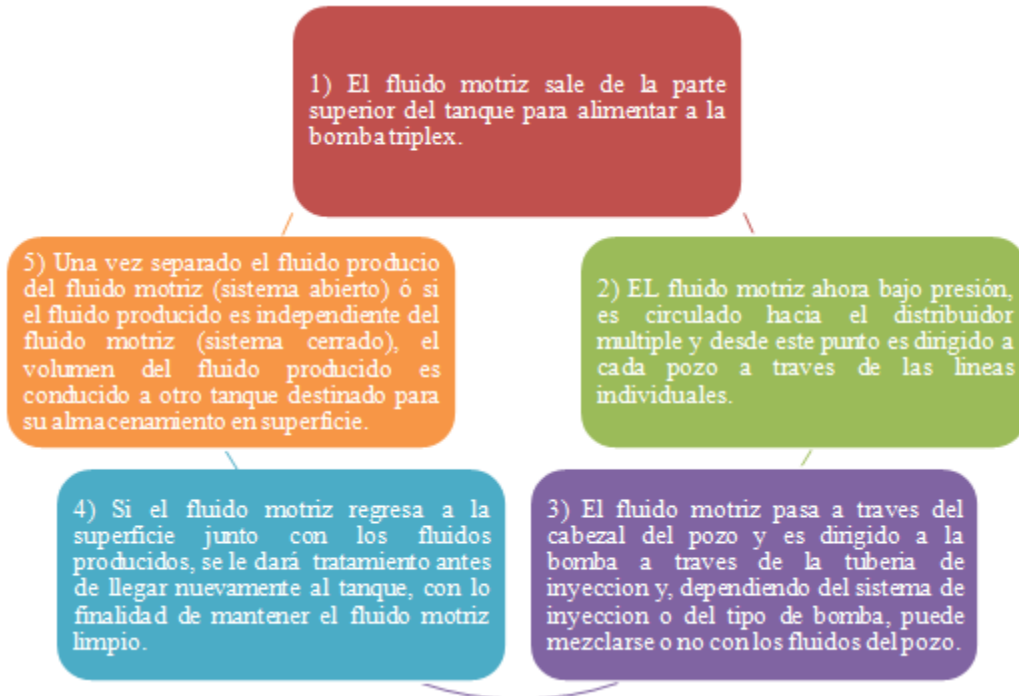 1) El fluido motriz sale de la parte
superior del tanque para alimentar a la
bomba triplex.
2) EL fluido motriz ahora bajo presión,
es circulado hacia el distribuidor
multiple y desde este punto es dirigido a
cada pozo a traves de las lineas
individuales.
3) El fluido motriz pasa a traves del
cabezal del pozo y es dirigido a la
bomba a traves de la tuberia de
inyeccion y, dependiendo del sistema de
inyeccion o del tipo de bomba, puede
mezclarse o no con los fluidos del pozo.
4) Si el fluido motriz regresa a la
superficie junto con los fluidos
producidos, se le dará tratamiento antes
de llegar nuevamente al tanque, con lo
finalidad de mantener el fluido motriz
limpio.
5) Una vez separado el fluido producio
del fluido motriz (sistema abierto) ó si
el fluido producido es independiente del
fluido motriz (sistema cerrado), el
volumen del fluido producido es
conducido a otro tanque destinado para
su almacenamiento en superficie.